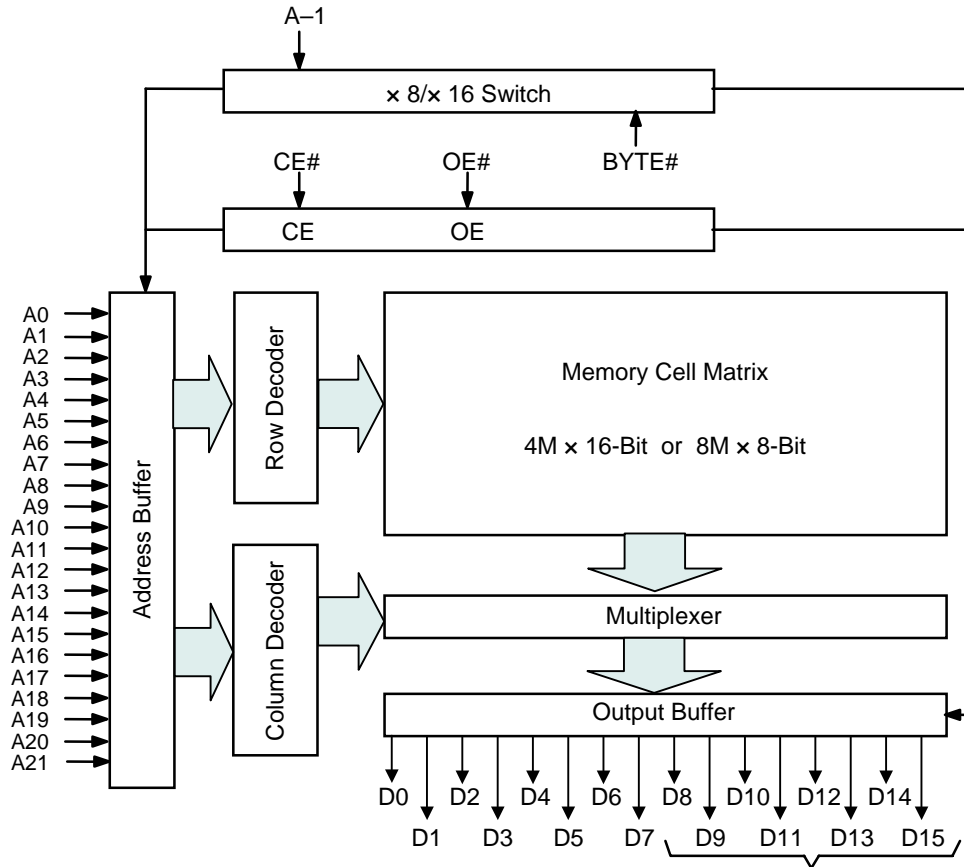 A–1
× 8/× 16 Switch
CE# OE# BYTE#
CE OE
A0
A1
A2
A3
A4
A5
A6
A7
A8
A9
A10
A11
A12
A13
A14
A15
A16
A17
A18
A19
A20
A21
Address Buffer
Row Decoder
Column Decoder
Memory Cell Matrix
4M × 16-Bit or 8M × 8-Bit
Multiplexer
Output Buffer
D0 D2 D4 D6 D8 D10 D12 D14
D1 D3 D5 D7 D9 D11 D13 D15